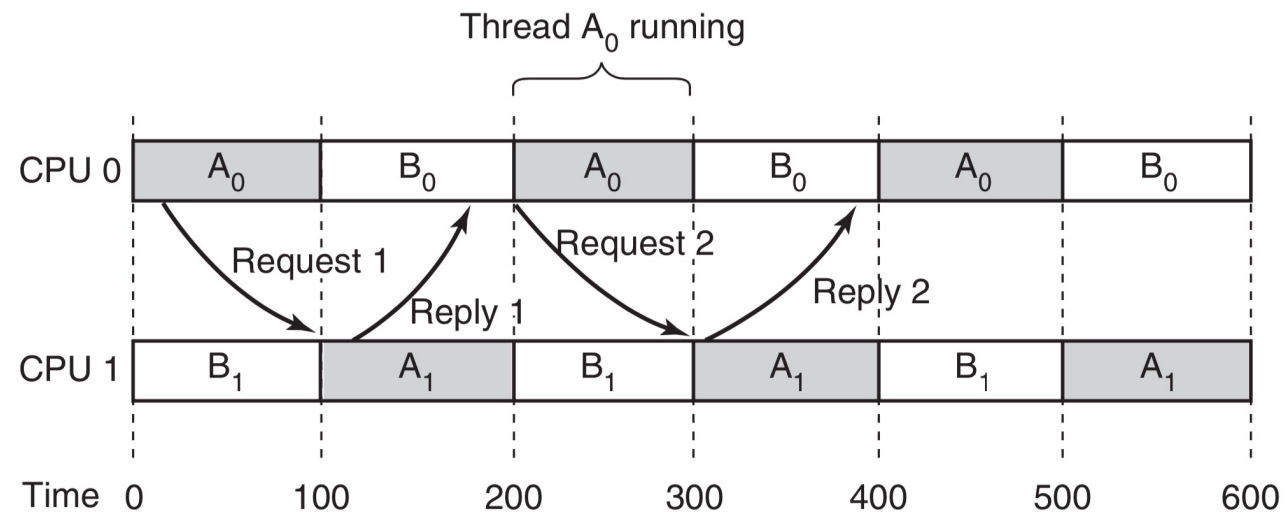 Thread A₀ running
CPU 0 A₀ B₀ A₀ B₀ A₀ B₀
Request 1 Request 2
Reply 1 Reply 2
CPU 1 B₁ A₁ B₁ A₁ B₁ A₁
Time 0 100 200 300 400 500 600